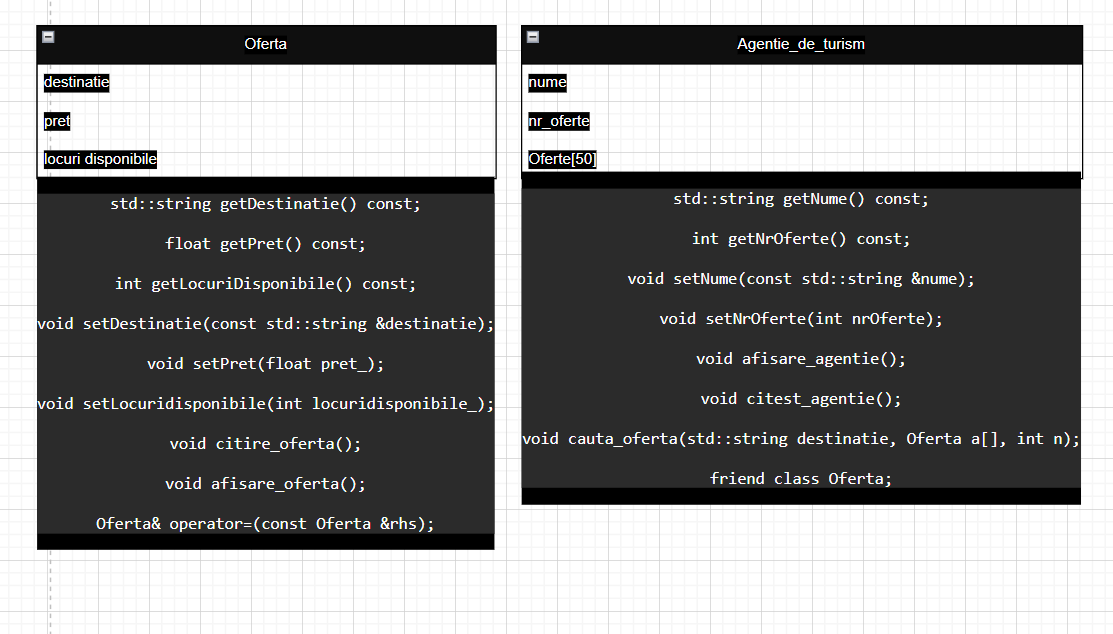 Oferta
destinatie
pret
locuri disponibile
std::string getDestinatie() const;
float getPret() const;
int getLocuriDisponibile() const;
void setDestinatie(const std::string &destinatie);
void setPret(float pret_);
void setLocuridisponibile(int locuridisponibile_);
void citire_oferta();
void afisare_oferta();
Oferta& operator=(const Oferta &rhs);
Agentie_de_turism
nume
nr_oferte
Oferte[50]
std::string getNume() const;
int getNrOferte() const;
void setNume(const std::string &nume);
void setNrOferte(int nrOferte);
void afisare_agentie();
void citest_agentie();
void cauta_oferta(std::string destinatie, Oferta a[], int n);
friend class Oferta;